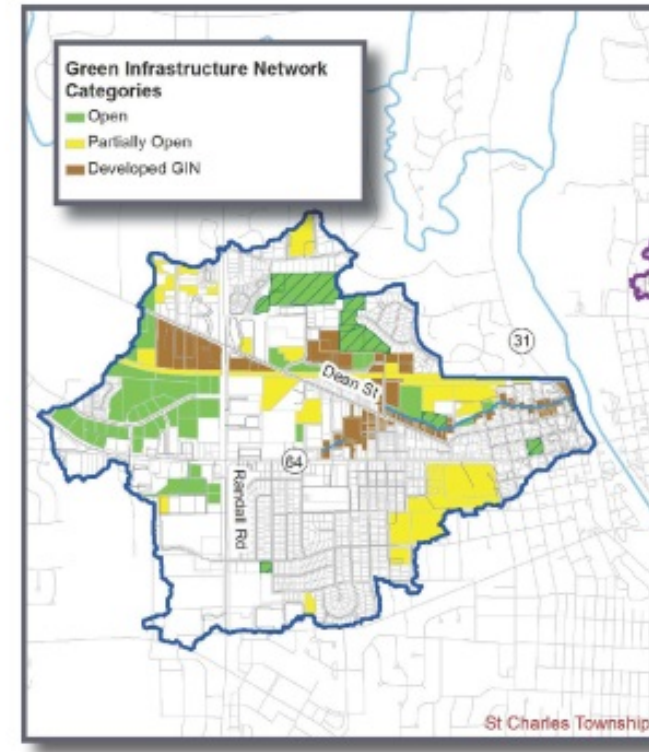 Green Infrastructure Network
Categories
Open
Partially Open
Developed GIN
31
Dean St
64
Randall Rd
St Charles Township